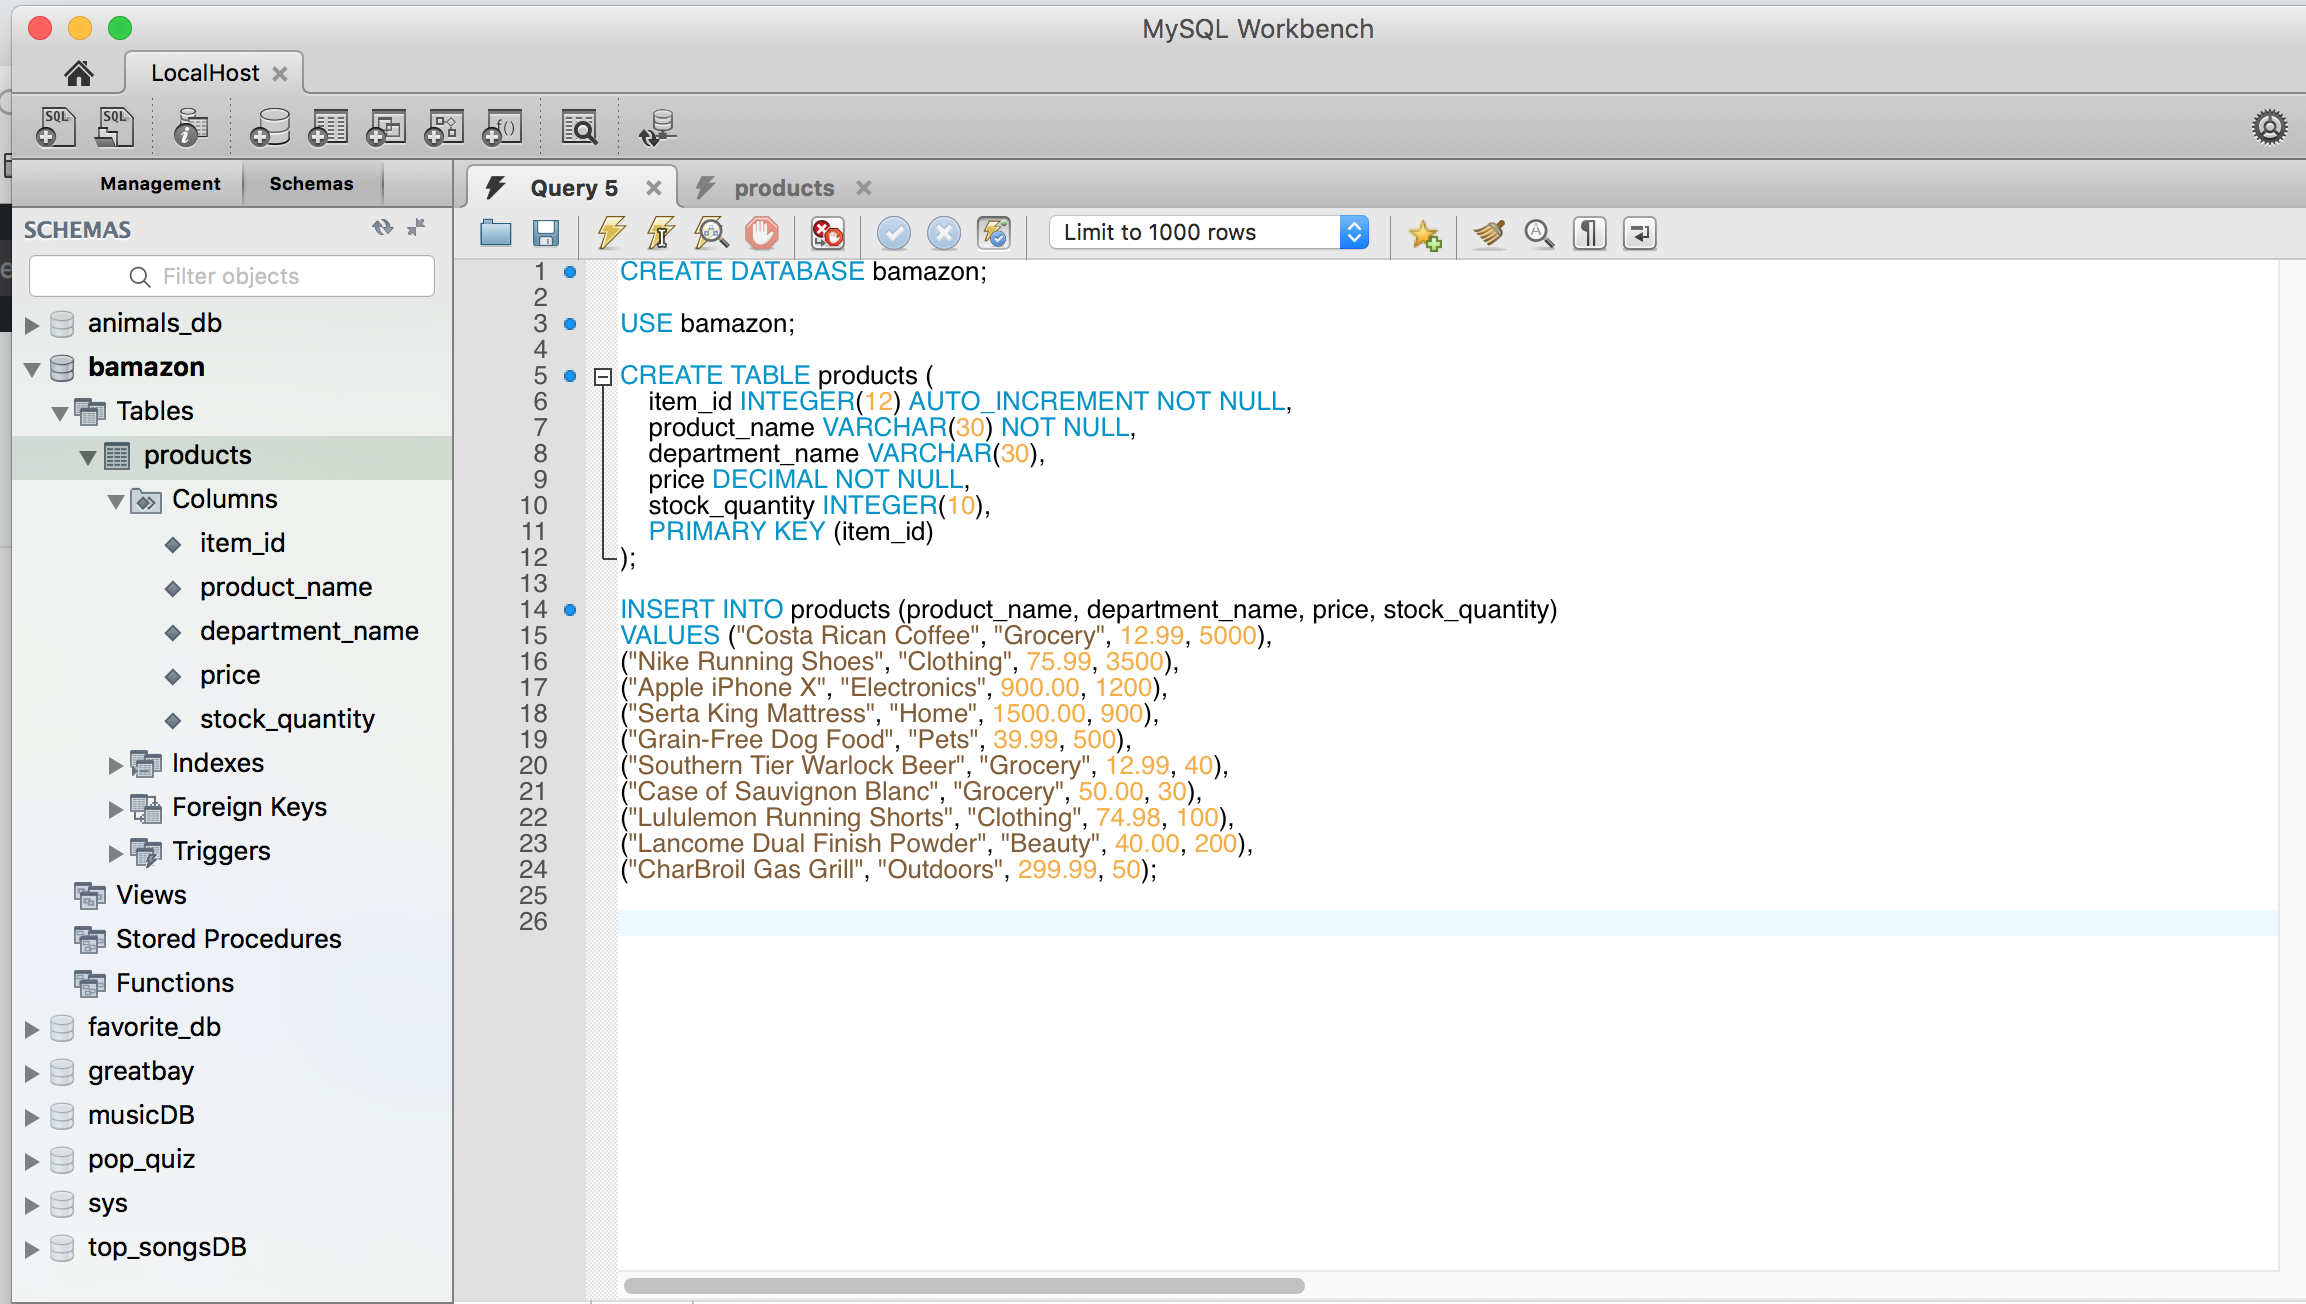 MySQL Workbench
LocalHost
SQL SQL
f()
Management Schemas
Query 5 products
SCHEMAS
Limit to 1000 rows
Filter objects
animals_db
bamazon
Tables
products
Columns
item_id
product_name
department_name
price
stock_quantity
Indexes
Foreign Keys
Triggers
Views
Stored Procedures
Functions
favorite_db
greatbay
musicDB
pop_quiz
sys
top_songsDB
1 CREATE DATABASE bamazon;
2
3 USE bamazon;
4
5 CREATE TABLE products (
6 item_id INTEGER(12) AUTO_INCREMENT NOT NULL,
7 product_name VARCHAR(30) NOT NULL,
8 department_name VARCHAR(30),
9 price DECIMAL NOT NULL,
10 stock_quantity INTEGER(10),
11 PRIMARY KEY (item_id)
12 );
13
14 INSERT INTO products (product_name, department_name, price, stock_quantity)
15 VALUES ("Costa Rican Coffee", "Grocery", 12.99, 5000),
16 ("Nike Running Shoes", "Clothing", 75.99, 3500),
17 ("Apple iPhone X", "Electronics", 900.00, 1200),
18 ("Serta King Mattress", "Home", 1500.00, 900),
19 ("Grain-Free Dog Food", "Pets", 39.99, 500),
20 ("Southern Tier Warlock Beer", "Grocery", 12.99, 40),
21 ("Case of Sauvignon Blanc", "Grocery", 50.00, 30),
22 ("Lululemon Running Shorts", "Clothing", 74.98, 100),
23 ("Lancome Dual Finish Powder", "Beauty", 40.00, 200),
24 ("CharBroil Gas Grill", "Outdoors", 299.99, 50);
25
26